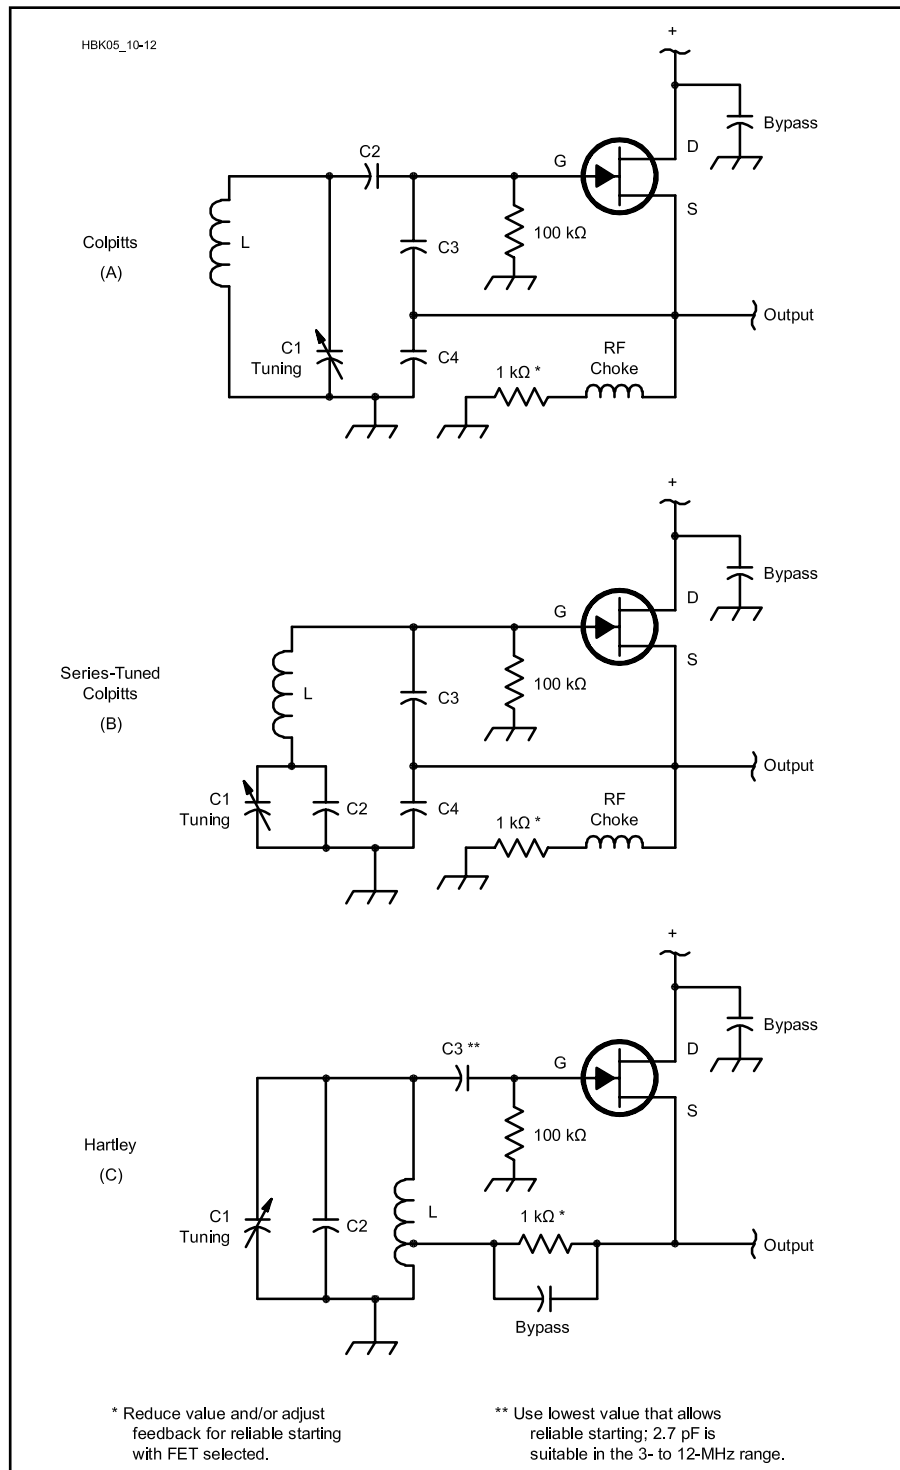 HBK05_10-12
+
Bypass
D
G
C2
S
100 kΩ
L
C3
Colpitts
(A)
Output
C1
Tuning
C4
1 kΩ *
RF
Choke
+
Bypass
D
G
S
100 kΩ
Series-Tuned
Colpitts
(B)
L
C3
Output
C1
Tuning
C2
C4
1 kΩ *
RF
Choke
+
Bypass
D
C3 **
G
S
100 kΩ
Hartley
(C)
C1
Tuning
C2
L
1 kΩ *
Output
Bypass
* Reduce value and/or adjust
feedback for reliable starting
with FET selected.
** Use lowest value that allows
reliable starting; 2.7 pF is
suitable in the 3- to 12-MHz range.